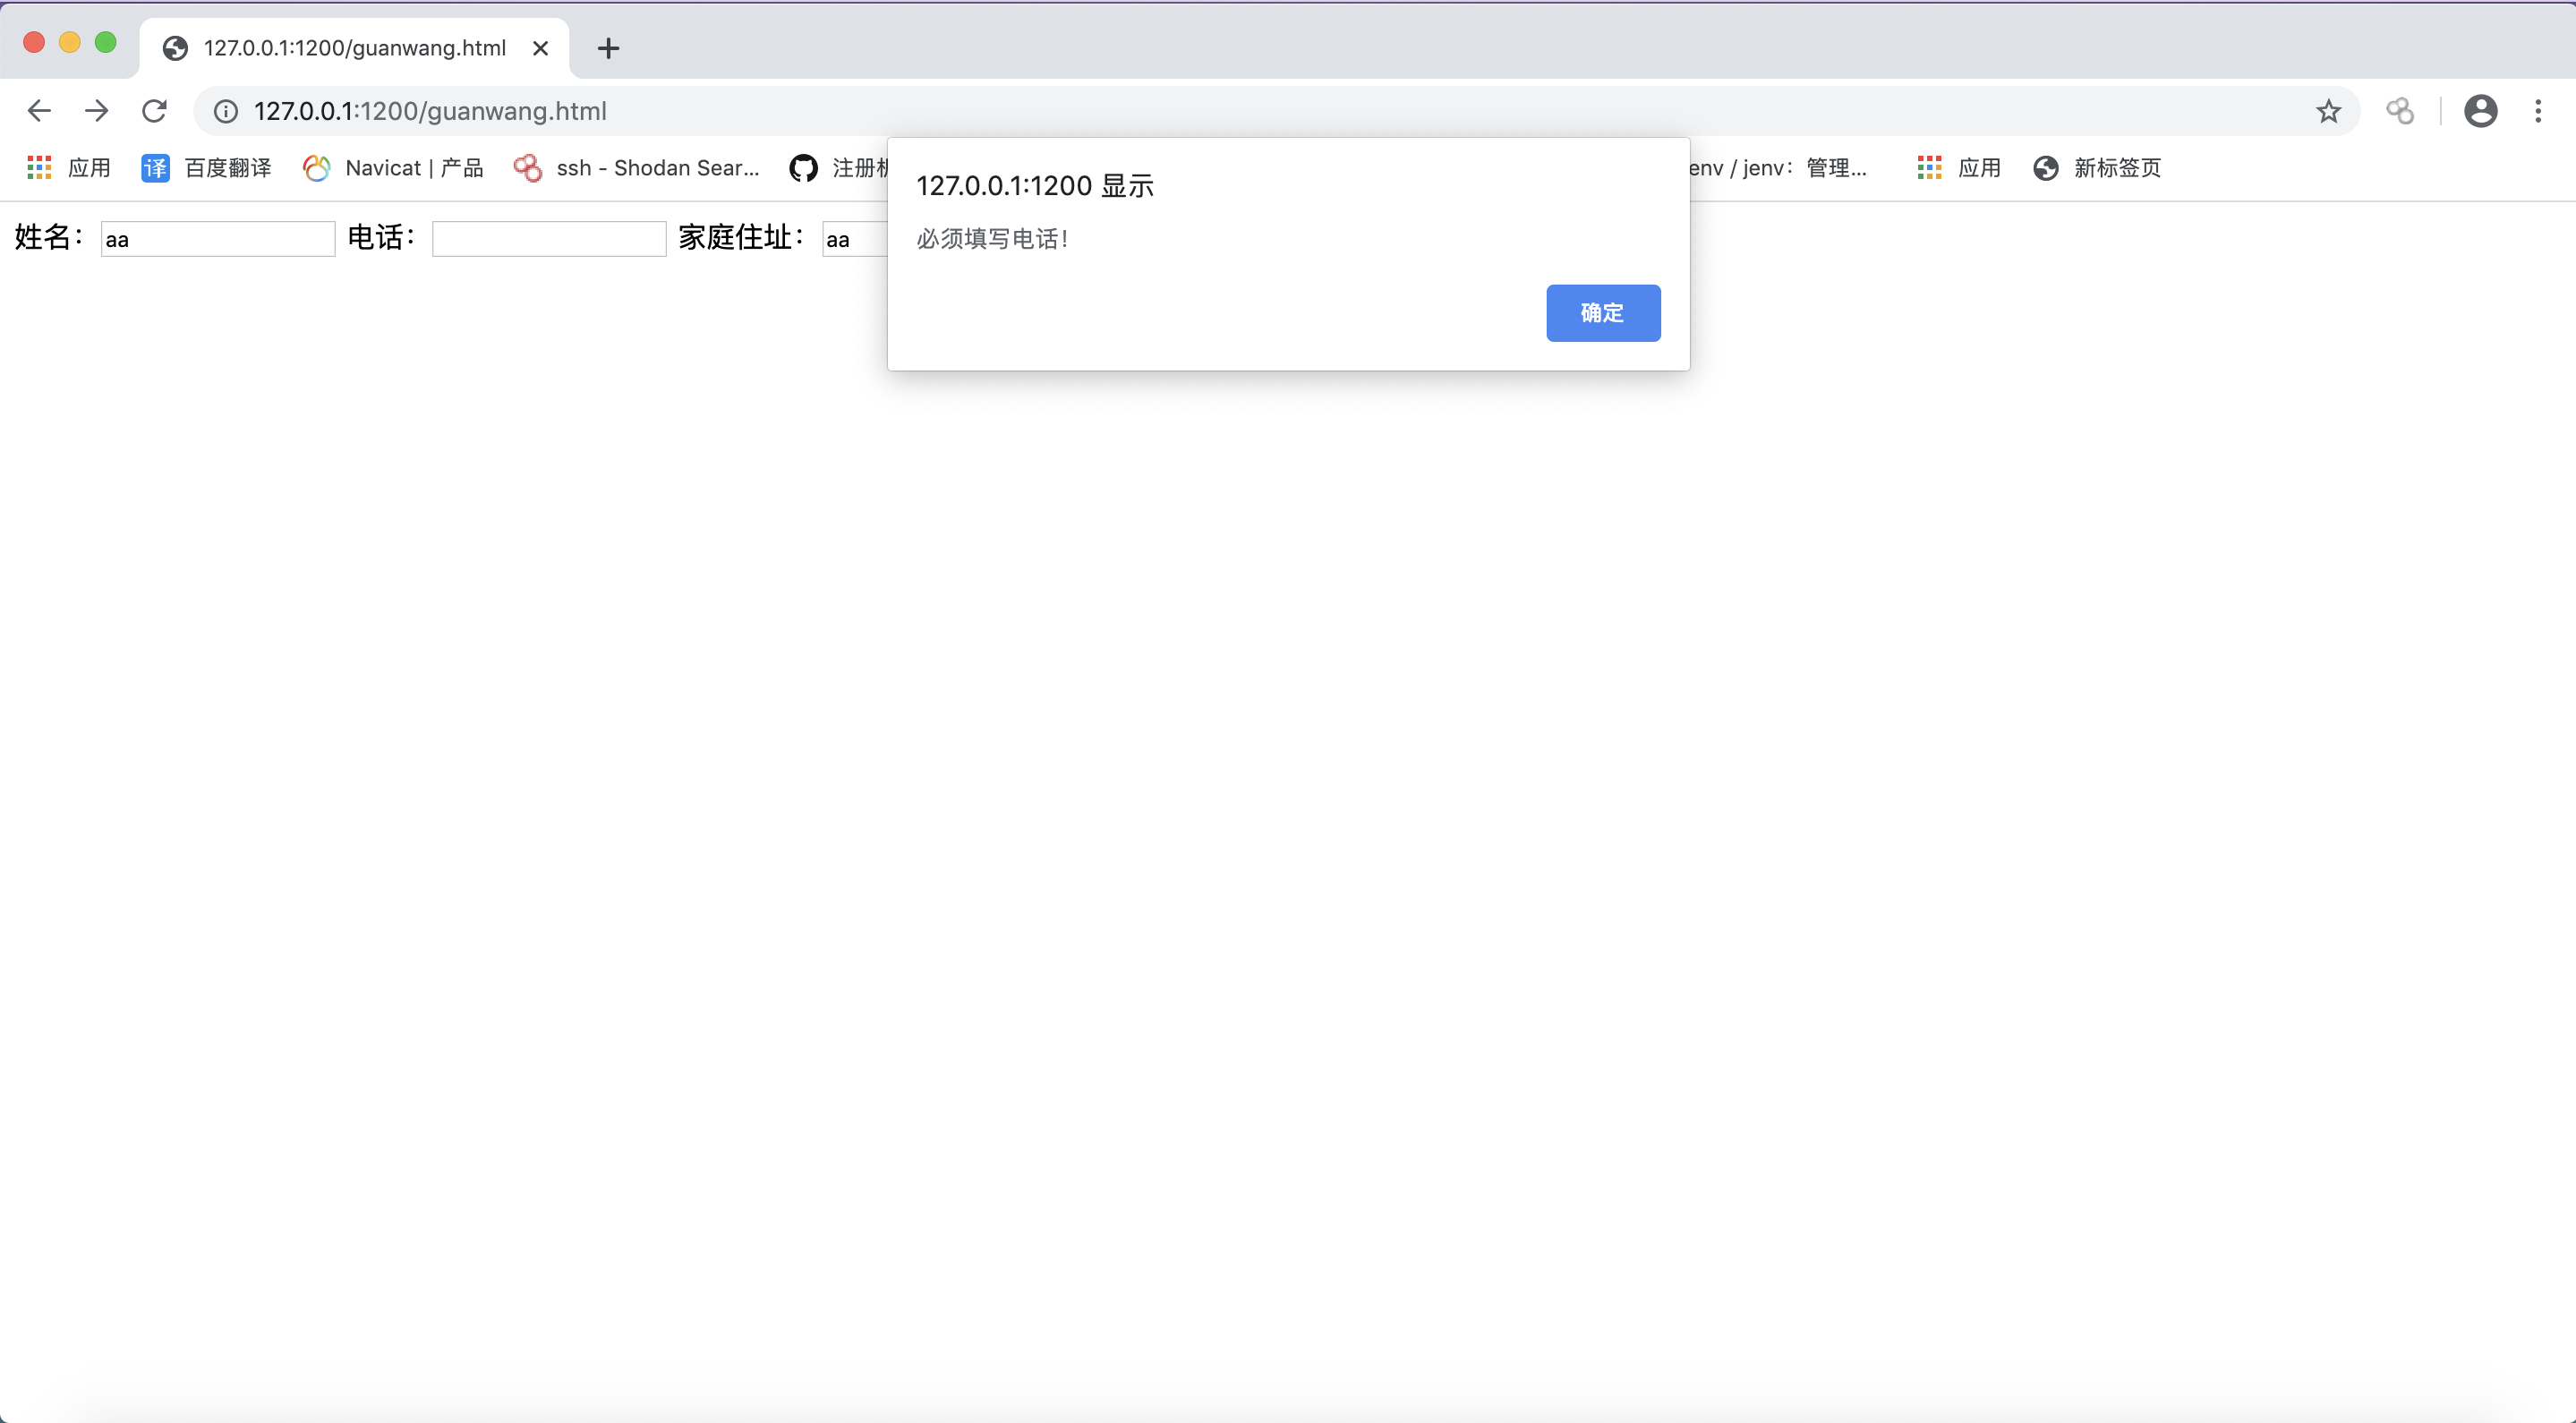 127.0.0.1:1200/guanwang.html
127.0.0.1:1200/guanwang.html
应用 译 百度翻译 Navicat | 产品 ssh - Shodan Sear... 注册 env / jenv: 管理... 应用 新标签页
127.0.0.1:1200 显示
姓名： aa 电话： 家庭住址： aa
必须填写电话！
确定